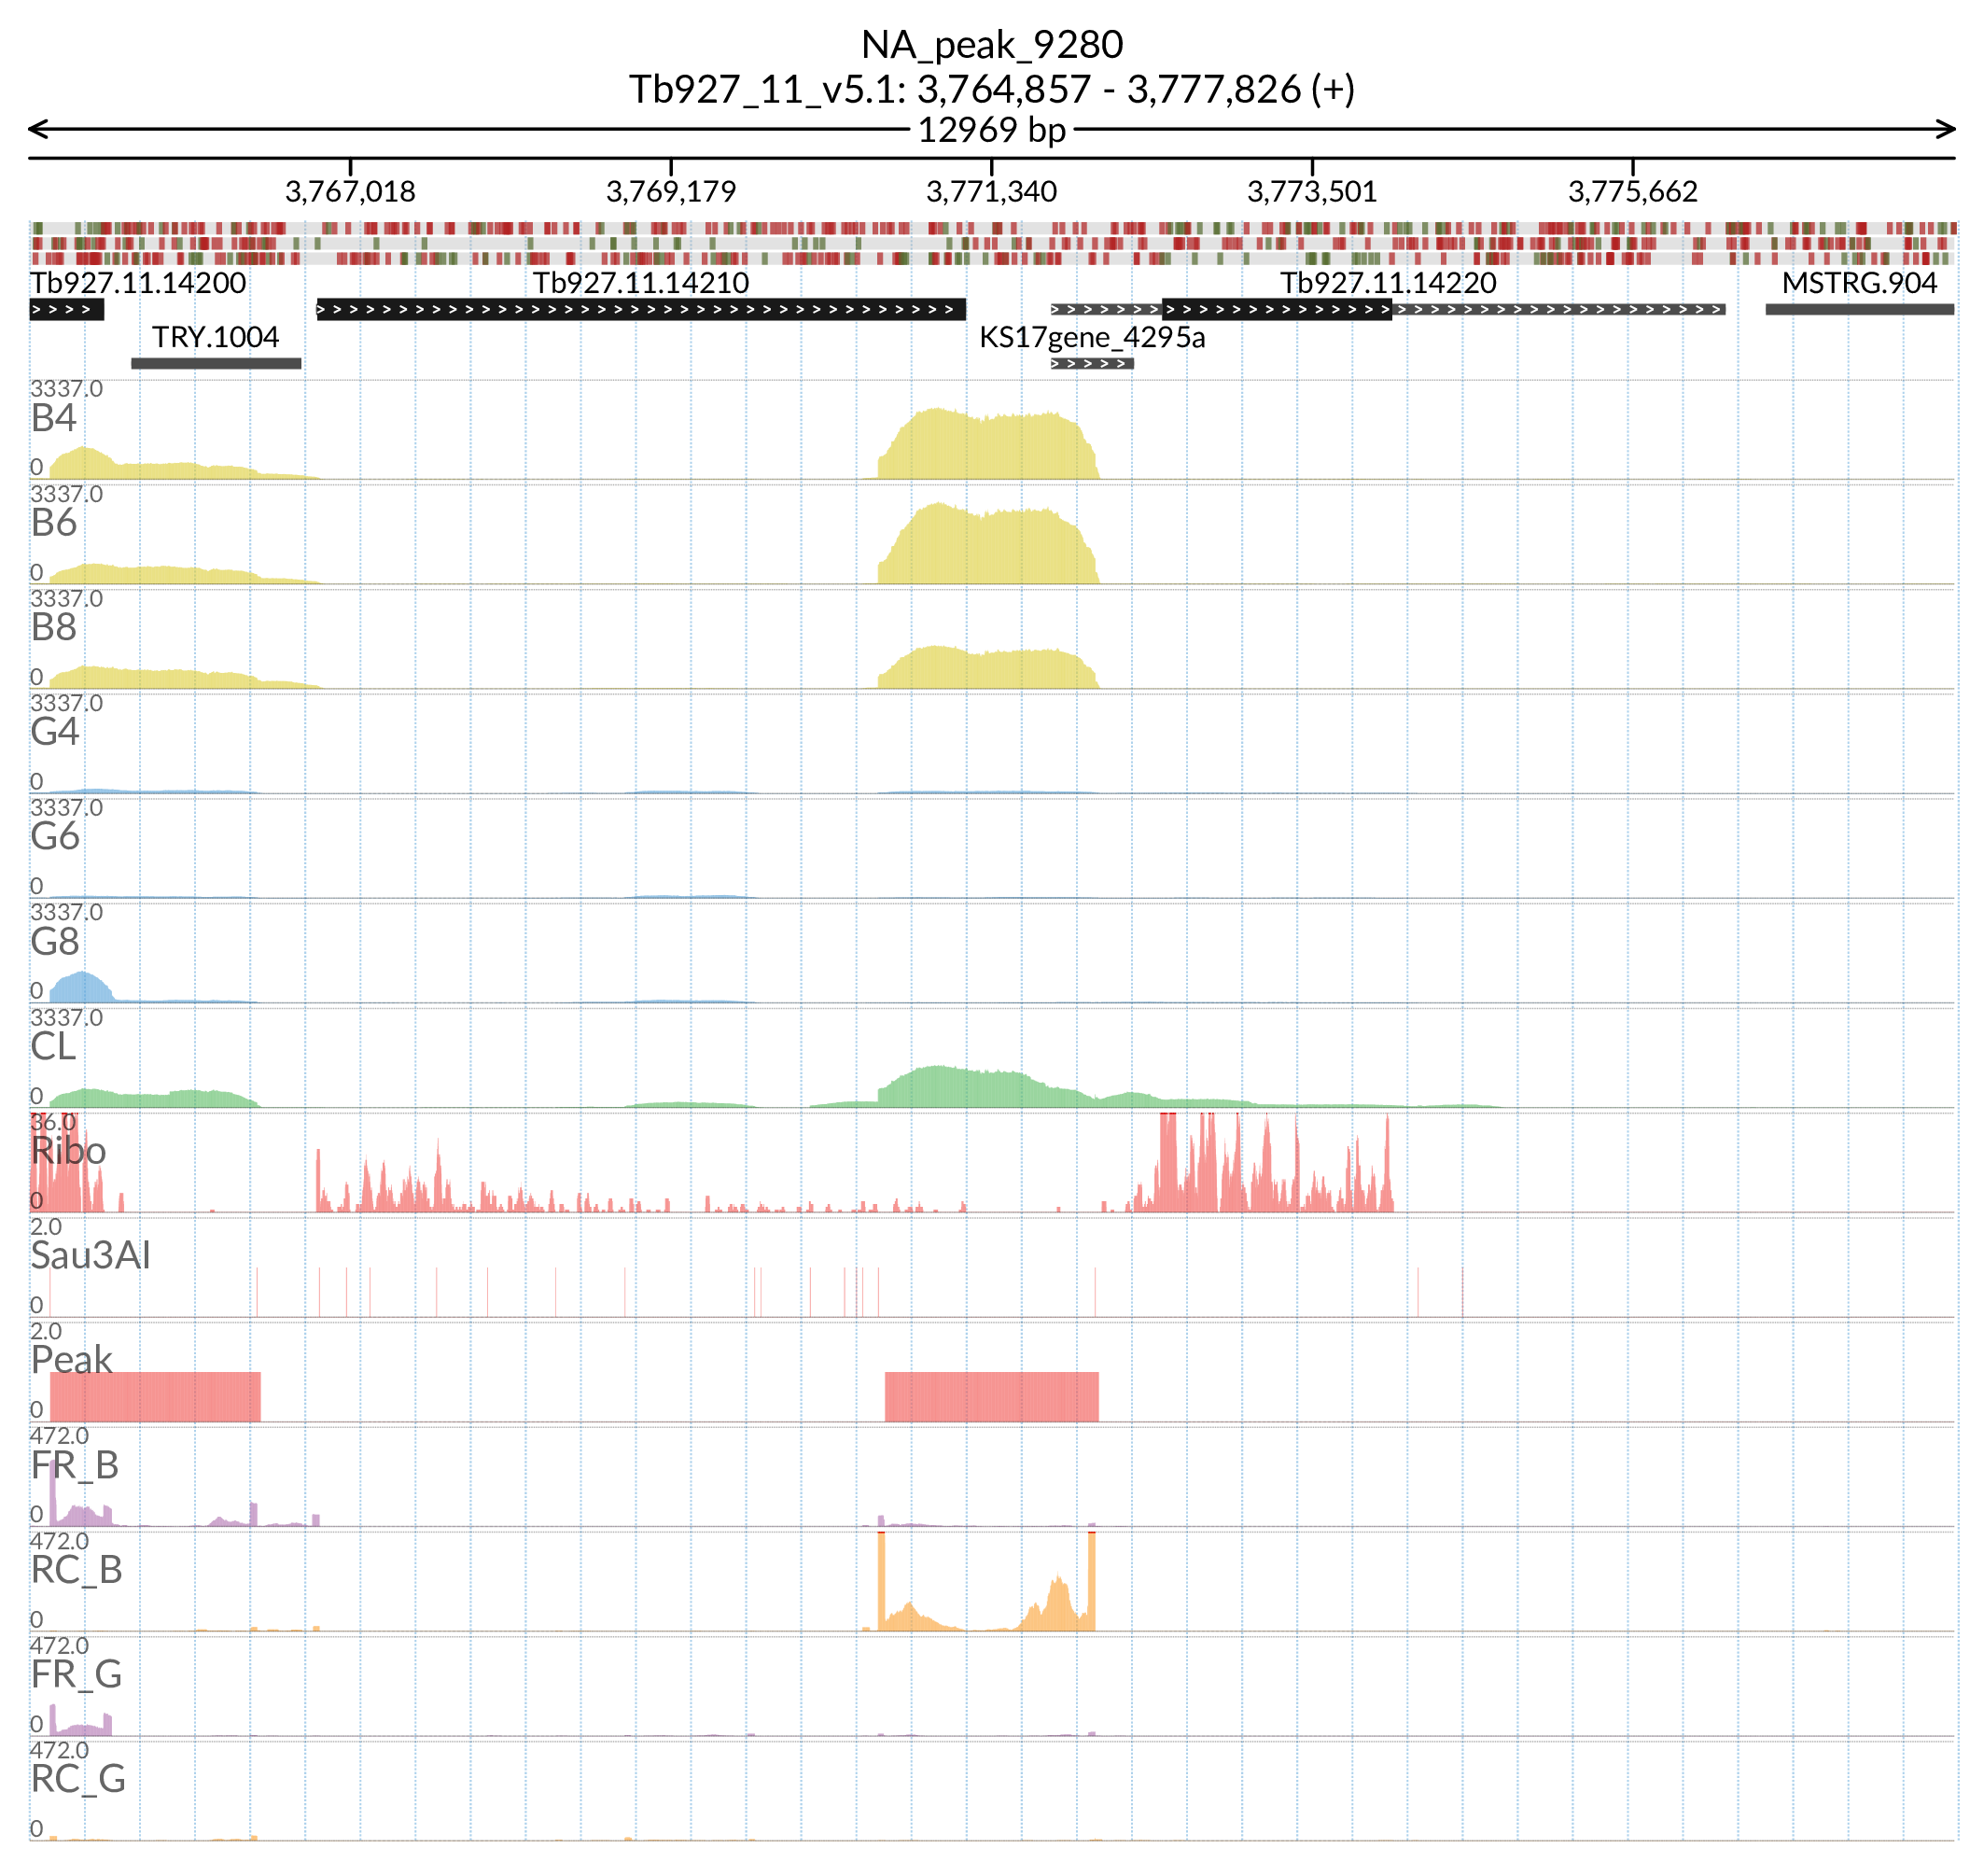 NA_peak_9280
Tb927_11_v5.1: 3,764,857 - 3,777,826 (+)
12969 bp
3,767,018 3,769,179 3,771,340 3,773,501 3,775,662
Tb927.11.14200 Tb927.11.14210 Tb927.11.14220 MSTRG.904
TRY.1004 KS17gene_4295a
3337.0
B4
0
3337.0
B6
0
3337.0
B8
0
3337.0
G4
0
3337.0
G6
0
3337.0
G8
0
3337.0
CL
0
36.0
Ribo
0
2.0
Sau3AI
0
2.0
Peak
0
472.0
FR_B
0
472.0
RC_B
0
472.0
FR_G
0
472.0
RC_G
0